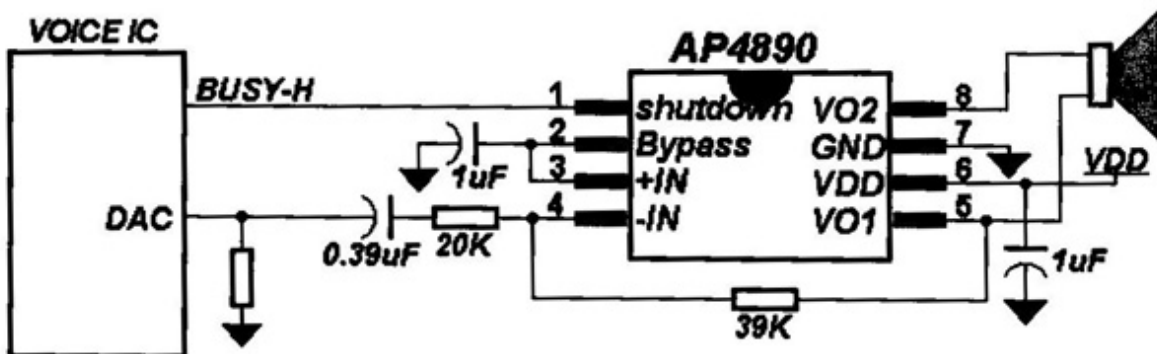 VOICE IC
AP4890
BUSY-H
1
shutdown
VO2
8
2
Bypass
GND
7
1uF
3
+IN
VDD
6
VDD
DAC
4
-IN
VO1
5
0.39uF
20K
1uF
39K